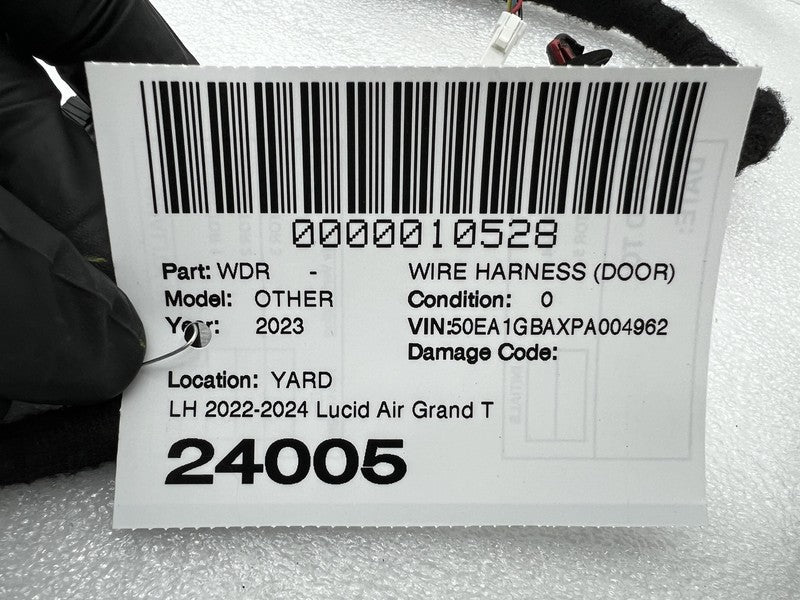 0000010528
Part: WDR - WIRE HARNESS (DOOR)
Model: OTHER Condition: 0
Year: 2023 VIN:50EA1GBAXPA004962
Damage Code:
Location: YARD
LH 2022-2024 Lucid Air Grand T
24005